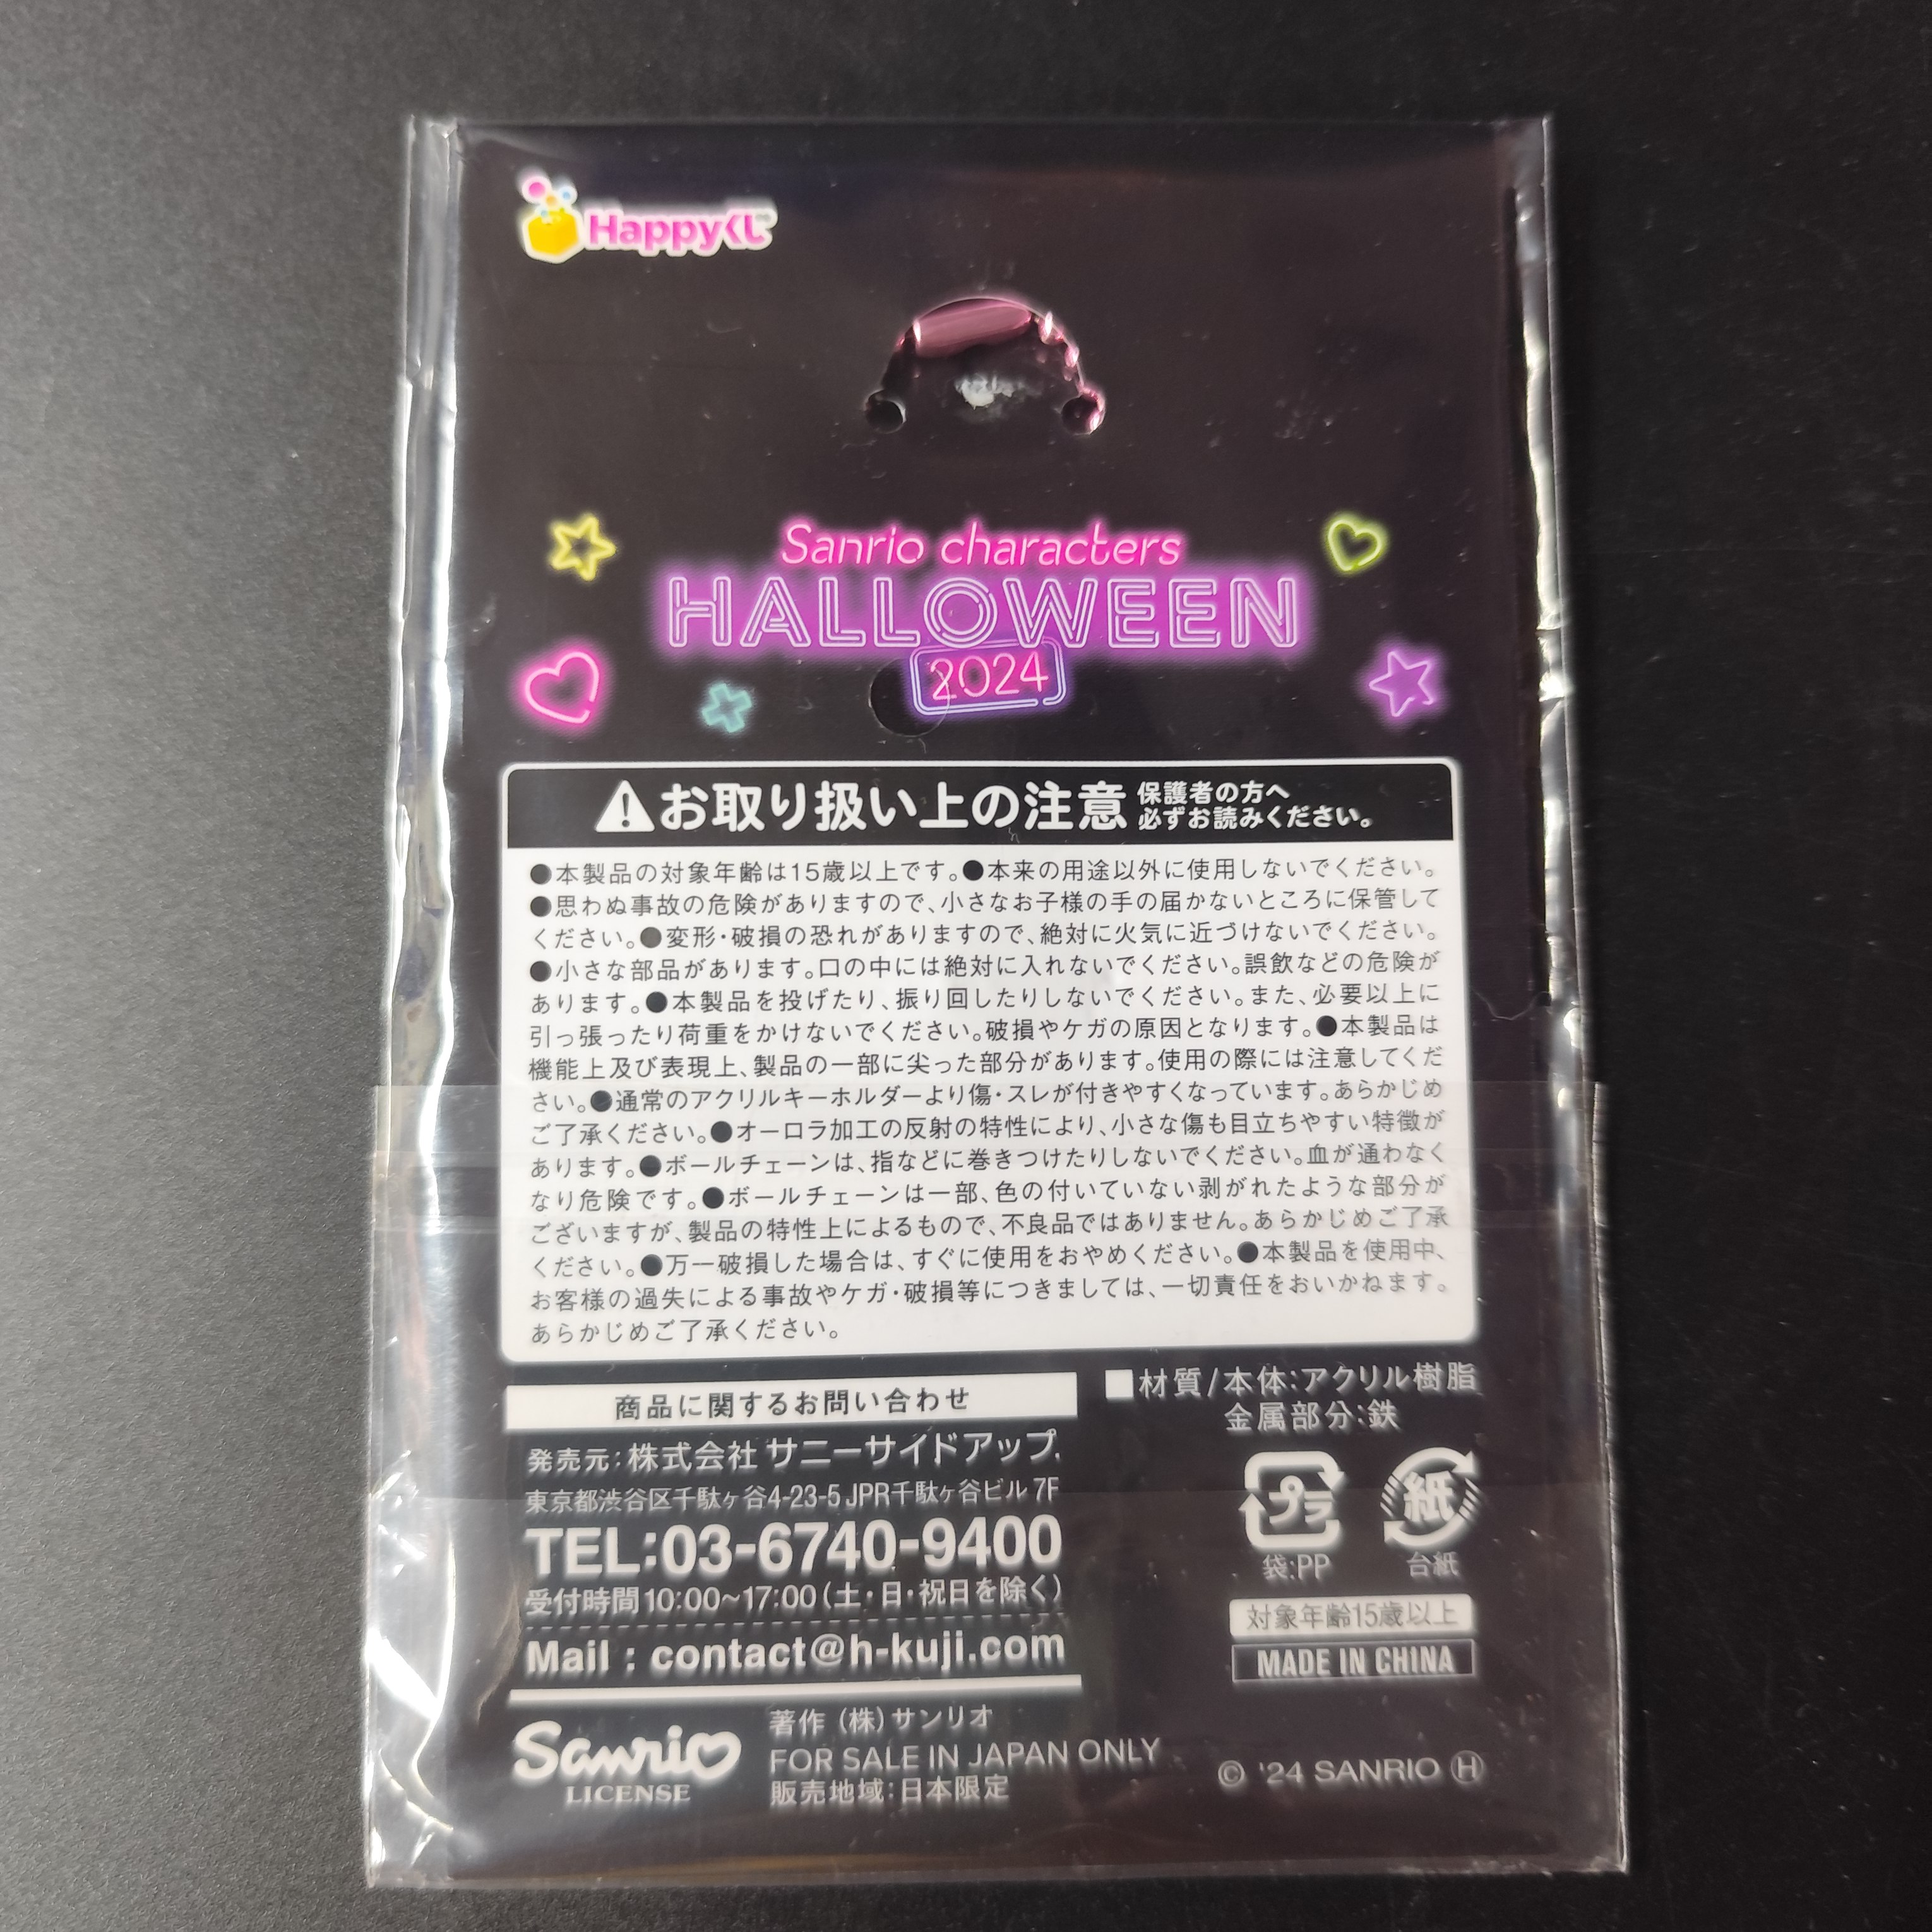 Happyくじ
Sanrio characters
HALLOWEEN
2024
お取り扱い上の注意 保護者の方へ
必ずお読みください。
●本製品の対象年齢は15歳以上です。●本来の用途以外に使用しないでください。
●思わぬ事故の危険がありますので、小さなお子様の手の届かないところに保管して
ください。●変形・破損の恐れがありますので、絶対に火気に近づけないでください。
●小さな部品があります。口の中には絶対に入れないでください。誤飲などの危険が
あります。●本製品を投げたり、振り回したりしないでください。また、必要以上に
引っ張ったり荷重をかけないでください。破損やケガの原因となります。●本製品は
機能上及び表現上、製品の一部に尖った部分があります。使用の際には注意してくだ
さい。●通常のアクリルキーホルダーより傷・スレが付きやすくなっています。あらかじめ
ご了承ください。●オーロラ加工の反射の特性により、小さな傷も目立ちやすい特徴が
あります。●ボールチェーンは、指などに巻きつけたりしないでください。血が通わなく
なり危険です。●ボールチェーンは一部、色の付いていない剥がれたような部分が
ございますが、製品の特性上によるもので、不良品ではありません。あらかじめご了承
ください。●万一破損した場合は、すぐに使用をおやめください。●本製品を使用中、
お客様の過失による事故やケガ・破損等につきましては、一切責任をおいかねます。
あらかじめご了承ください。
商品に関するお問い合わせ
発売元:株式会社 サニーサイドアップ
東京都渋谷区千駄ヶ谷4-23-5 JPR千駄ヶ谷ビル 7F
TEL:03-6740-9400
受付時間10:00~17:00(土・日・祝日を除く)
Mail : contact@h-kuji.com
■材質/本体:アクリル樹脂
金属部分:鉄
プラ 紙
袋:PP 台紙
対象年齢15歳以上
MADE IN CHINA
Sanrio
LICENSE
著作 (株)サンリオ
FOR SALE IN JAPAN ONLY
販売地域:日本限定
© '24 SANRIO Ⓗ